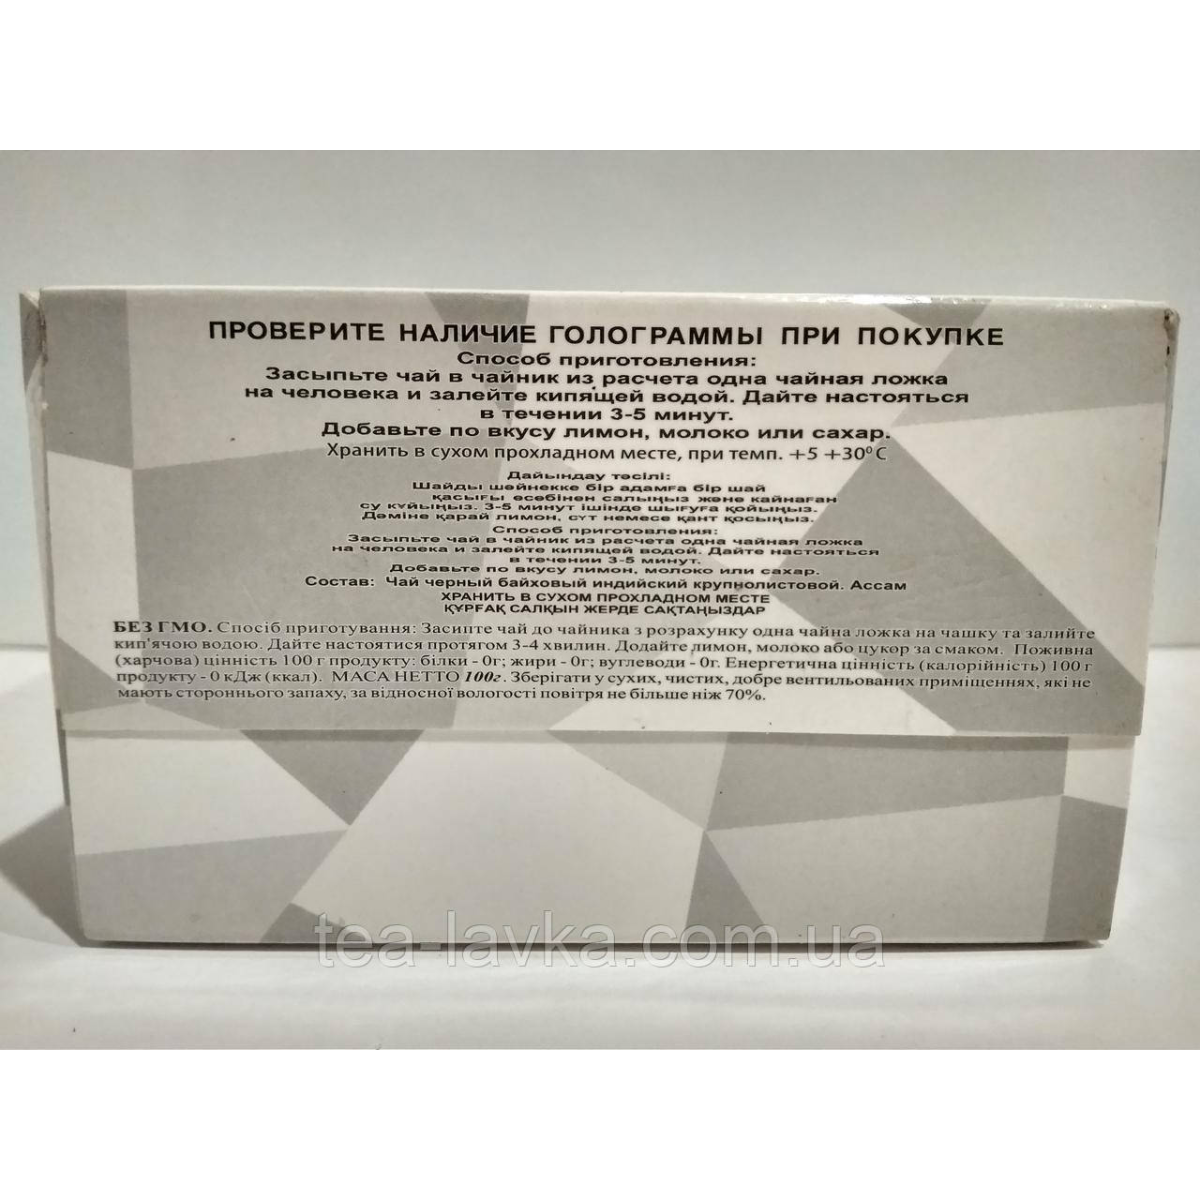 ПРОВЕРИТЕ НАЛИЧИЕ ГОЛОГРАММЫ ПРИ ПОКУПКЕ
Способ приготовления:
Засыпьте чай в чайник из расчета одна чайная ложка
на человека и залейте кипящей водой. Дайте настояться
в течении 3-5 минут.
Добавьте по вкусу лимон, молоко или сахар.
Хранить в сухом прохладном месте, при темп. +5 +30⁰С
Дайындау тәсілі:
Шайды шөйнекке бір адамға бір шай
қасығы есебінен салыңыз және кайнаған
су күйыңыз. 3-5 минут ішінде шығуға қойыңыз.
Дәміне қарай лимон, сүт немесе қант қосыңыз.
Способ приготовления:
Засыпьте чай в чайник из расчета одна чайная ложка
на человека и залейте кипящей водой. Дайте настояться
в течении 3-5 минут.
Добавьте по вкусу лимон, молоко или сахар.
Состав: Чай черный байховый индийский крупнолистовой. Ассам
ХРАНИТЬ В СУХОМ ПРОХЛАДНОМ МЕСТЕ
ҚҰРҒАҚ САЛҚЫН ЖЕРДЕ САҚТАҢЫЗДАР
БЕЗ ГМО. Спосіб приготування: Засипте чай до чайника з розрахунку одна чайна ложка на чашку та залийте
кип'ячою водою. Дайте настоятися протягом 3-4 хвилин. Додайте лимон, молоко або цукор за смаком. Поживна
(харчова) цінність 100 г продукту: білки - 0г; жири - 0г; вуглеводи - 0г. Енергетична цінність (калорійність) 100 г
продукту - 0 кДж (ккал). МАСА НЕТТО 100г. Зберігати у сухих, чистих, добре вентильованих приміщеннях, які не
мають стороннього запаху, за відносної вологості повітря не більше ніж 70%.
tea-lavka.com.ua